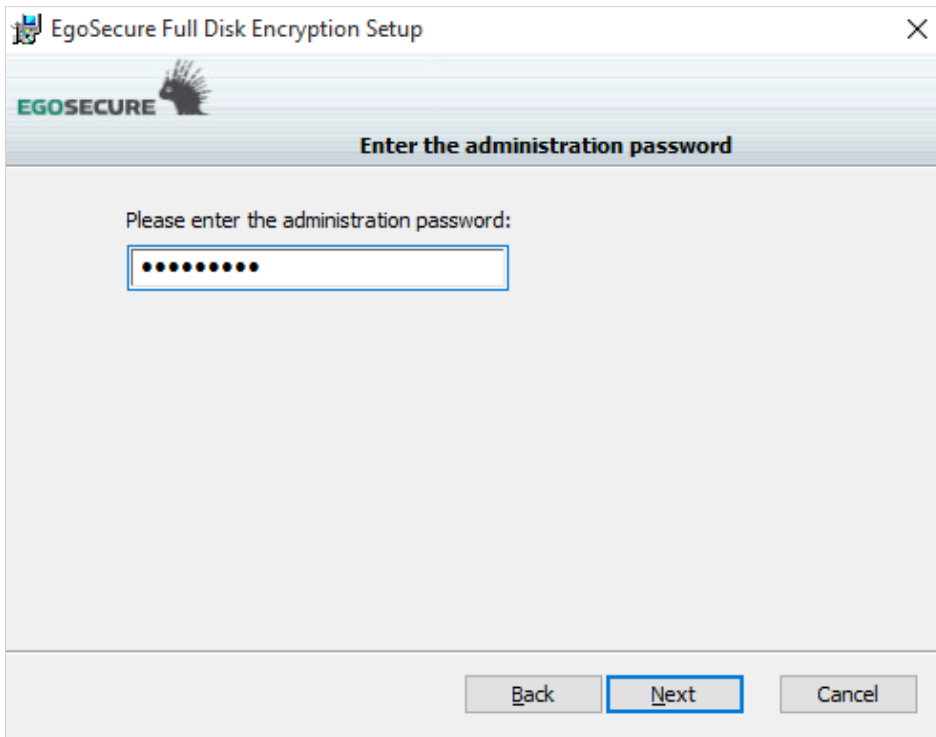 EgoSecure Full Disk Encryption Setup
EGOSECURE
Enter the administration password
Please enter the administration password:
•••••••••
Back Next Cancel